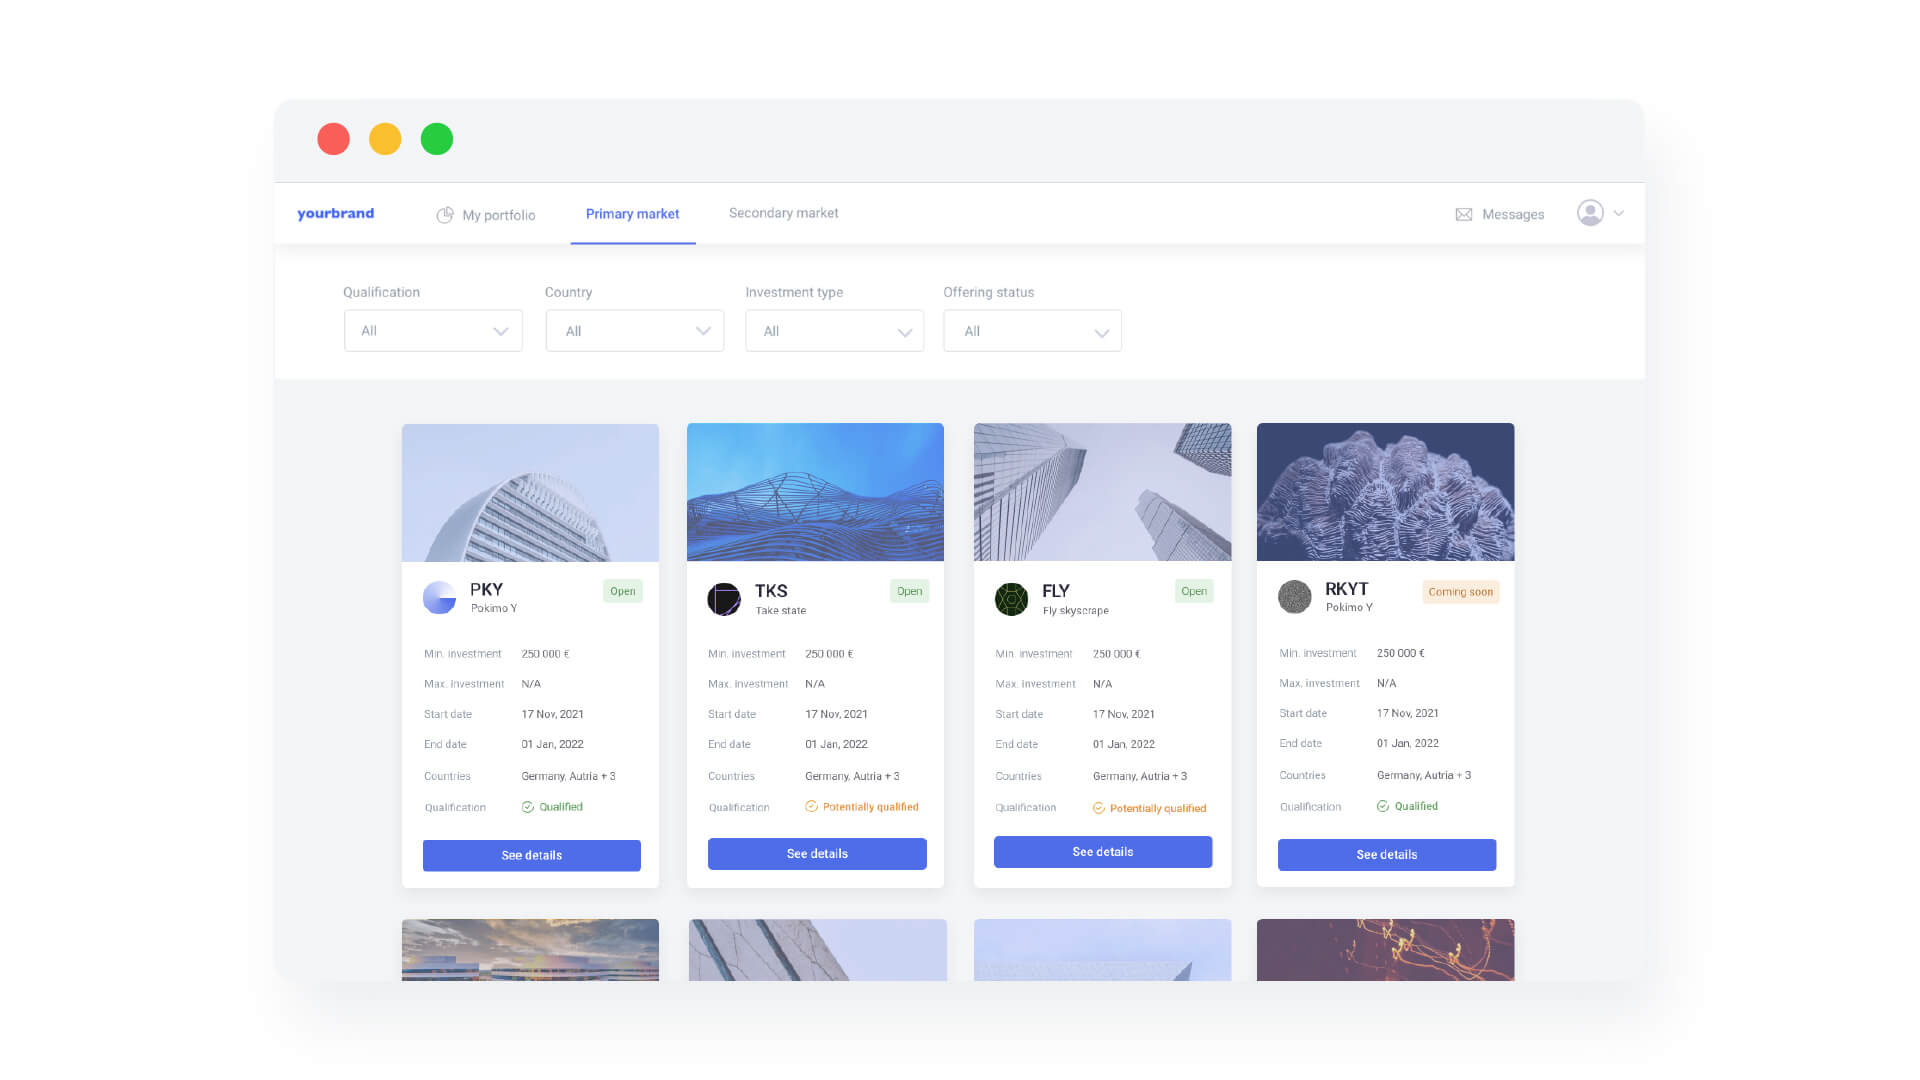 yourbrand My portfolio Primary market Secondary market Messages
Qualification Country Investment type Offering status
All All All All
PKY
Pokimo Y
Open
Min. investment 250 000 €
Max. investment N/A
Start date 17 Nov, 2021
End date 01 Jan, 2022
Countries Germany, Autria + 3
Qualification Qualified
See details
TKS
Take state
Open
Min. investment 250 000 €
Max. investment N/A
Start date 17 Nov, 2021
End date 01 Jan, 2022
Countries Germany, Autria + 3
Qualification Potentially qualified
See details
FLY
Fly skyscrape
Open
Min. investment 250 000 €
Max. investment N/A
Start date 17 Nov, 2021
End date 01 Jan, 2022
Countries Germany, Autria + 3
Qualification Potentially qualified
See details
RKYT
Pokimo Y
Coming soon
Min. investment 250 000 €
Max. investment N/A
Start date 17 Nov, 2021
End date 01 Jan, 2022
Countries Germany, Autria + 3
Qualification Qualified
See details